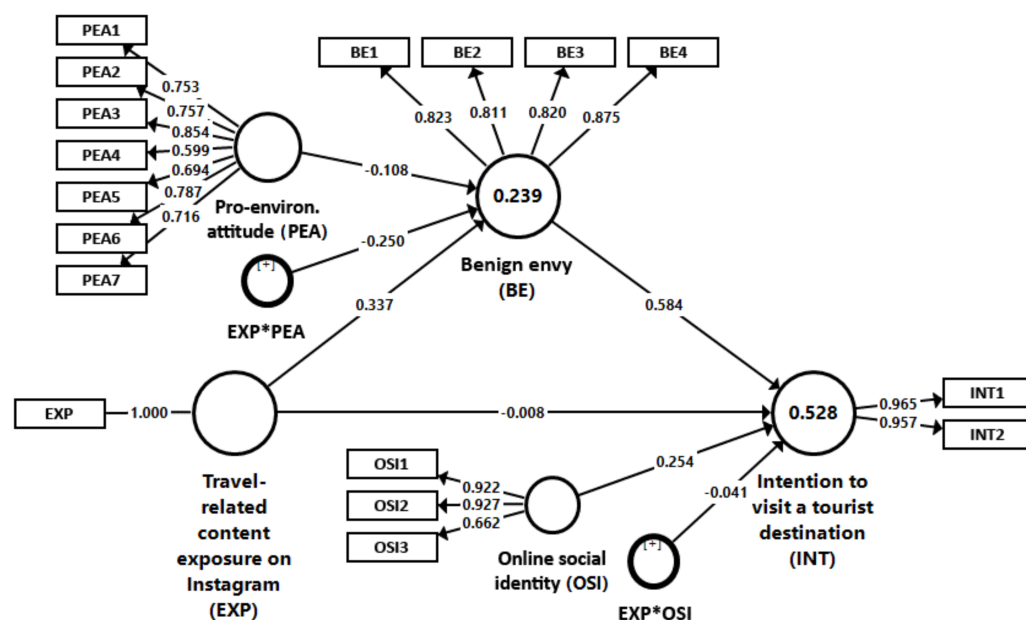 PEA1
PEA2
PEA3
PEA4
PEA5
PEA6
PEA7
0.753
0.757
0.854
0.599
0.694
0.787
0.716
Pro-environ.
attitude (PEA)
BE1
BE2
BE3
BE4
0.823
0.811
0.820
0.875
-0.108
0.239
Benign envy
(BE)
-0.250
[+]
EXP*PEA
0.337
0.584
EXP
1.000
-0.008
0.528
0.965
0.957
INT1
INT2
Travel-
related
content
exposure on
Instagram
(EXP)
OSI1
OSI2
OSI3
0.922
0.927
0.662
Online social
identity (OSI)
0.254
-0.041
[+]
EXP*OSI
Intention to
visit a tourist
destination
(INT)